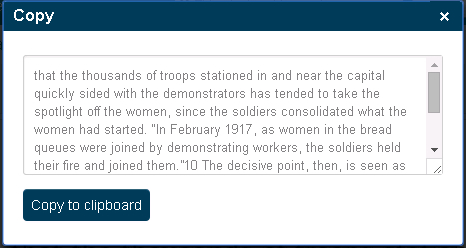 Copy
×
that the thousands of troops stationed in and near the capital
quickly sided with the demonstrators has tended to take the
spotlight off the women, since the soldiers consolidated what the
women had started. "In February 1917, as women in the bread
queues were joined by demonstrating workers, the soldiers held
their fire and joined them."10 The decisive point, then, is seen as
Copy to clipboard